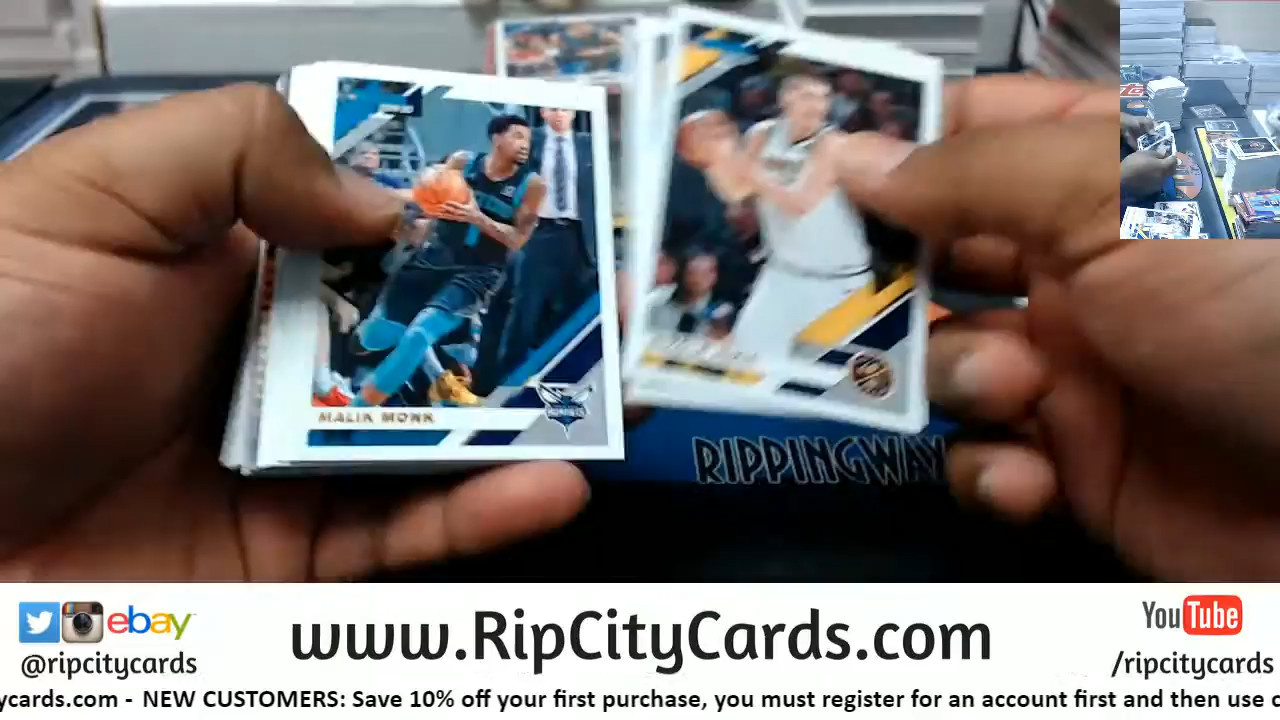 MALIK MONK
RIPPINGWAY
ebay
@ripcitycards
www.RipCityCards.com
YouTube
/ripcitycards
ycards.com - NEW CUSTOMERS: Save 10% off your first purchase, you must register for an account first and then use